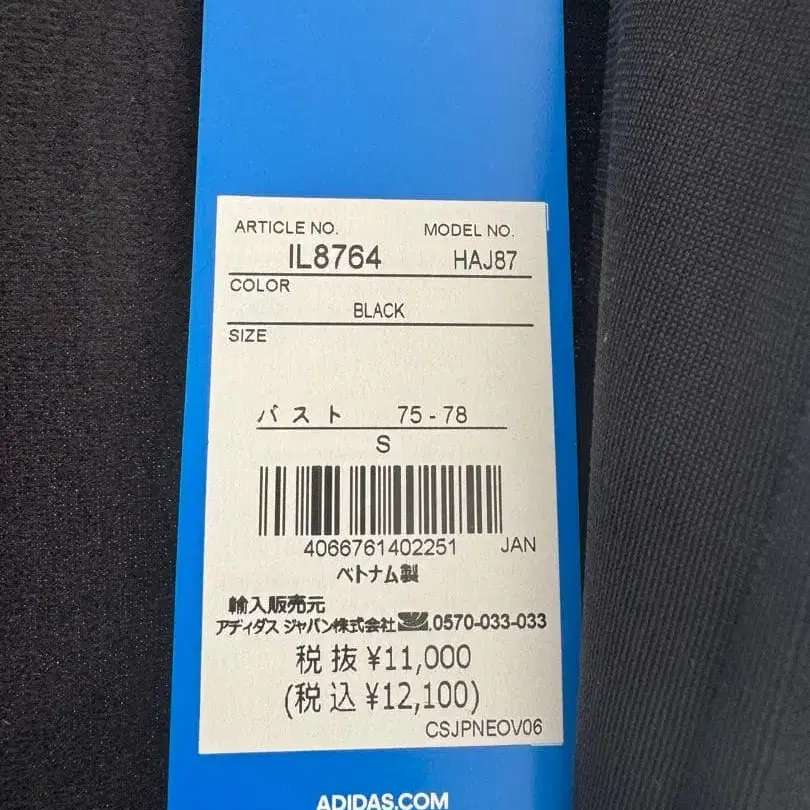 ARTICLE NO. MODEL NO.
IL8764 HAJ87
COLOR
BLACK
SIZE
バスト 75 - 78
S
4066761402251 JAN
ベトナム製
輸入販売元
アディダス ジャパン株式会社 .0570-033-033
税抜 ¥11,000
(税込 ¥12,100)
CSJPNEOV06
ADIDAS.COM